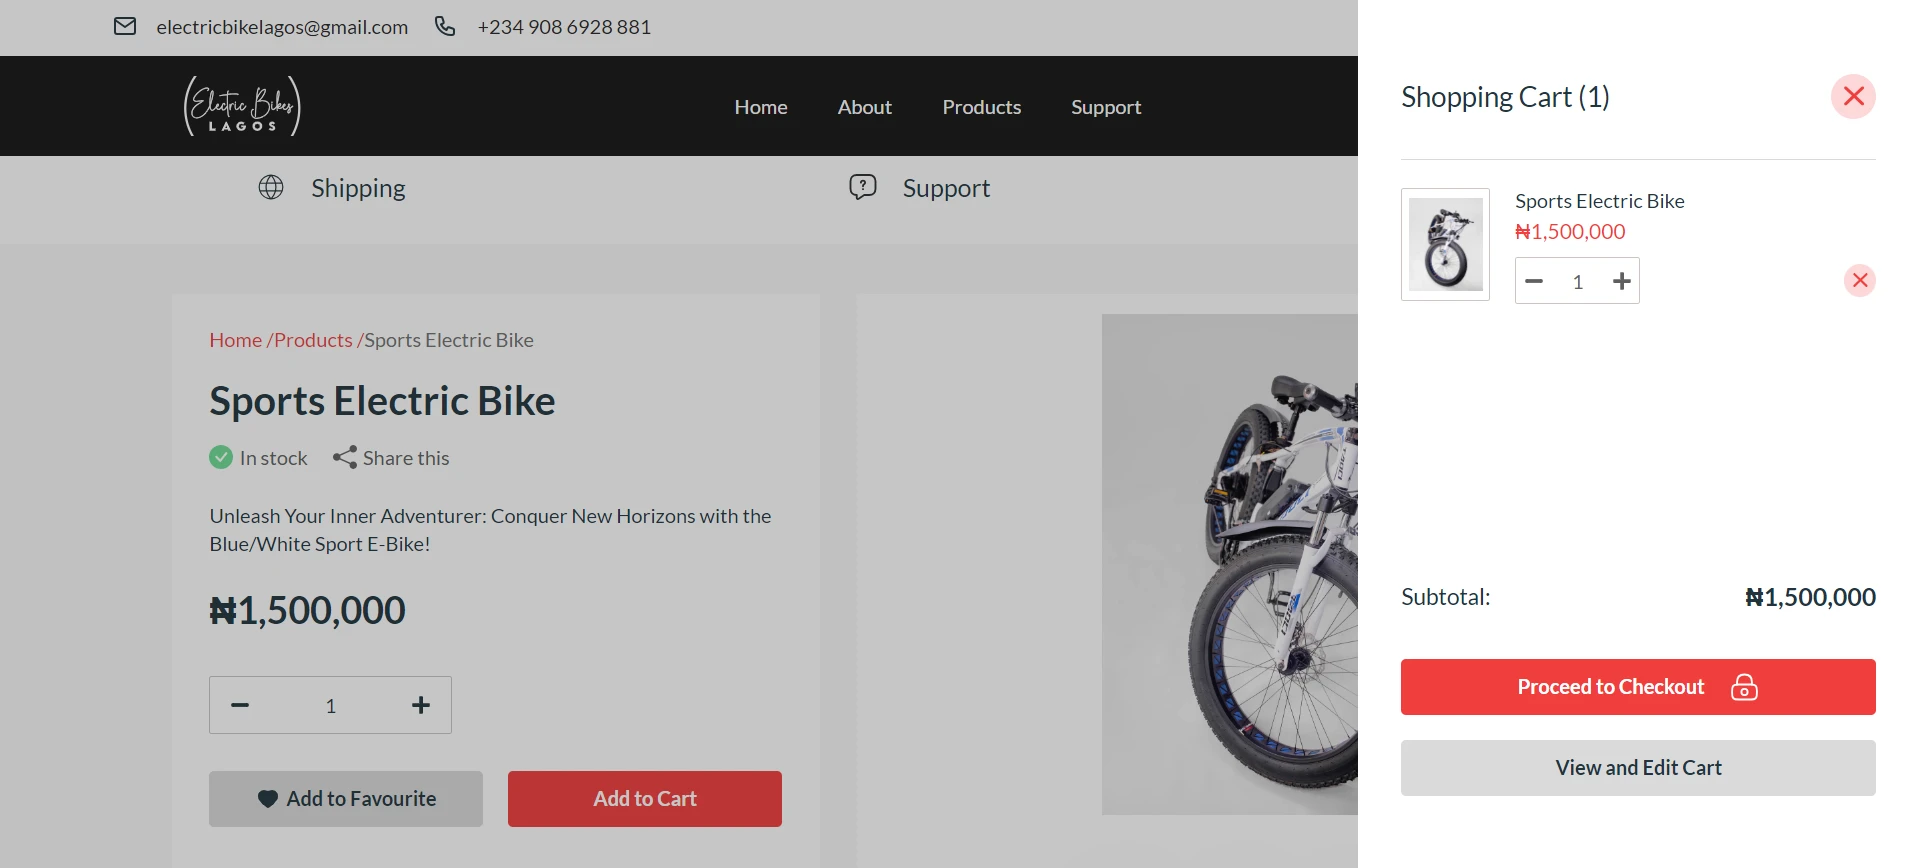 electricbikelagos@gmail.com +234 908 6928 881
Electric Bikes
LAGOS
Home About Products Support
Shipping Support
Home /Products /Sports Electric Bike
Sports Electric Bike
In stock Share this
Unleash Your Inner Adventurer: Conquer New Horizons with the
Blue/White Sport E-Bike!
₦1,500,000
1
Add to Favourite Add to Cart
Shopping Cart (1)
Sports Electric Bike
₦1,500,000
1
Subtotal: ₦1,500,000
Proceed to Checkout
View and Edit Cart